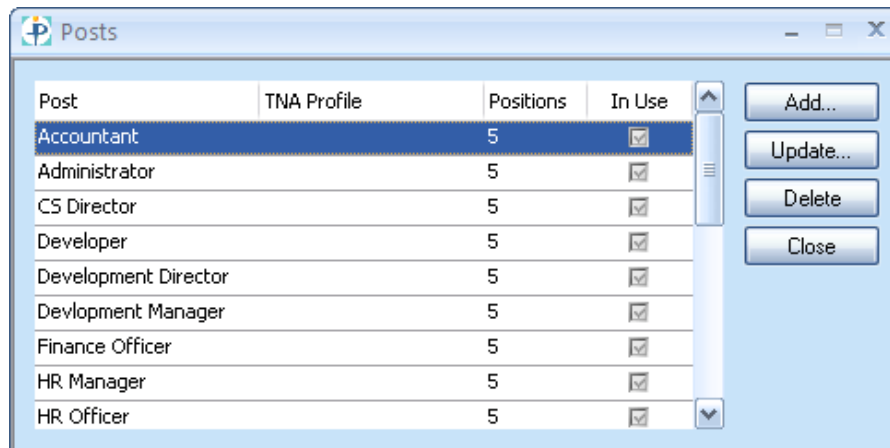 Posts
Post TNA Profile Positions In Use
Accountant 5
Administrator 5
CS Director 5
Developer 5
Development Director 5
Devlopment Manager 5
Finance Officer 5
HR Manager 5
HR Officer 5
Add...
Update...
Delete
Close